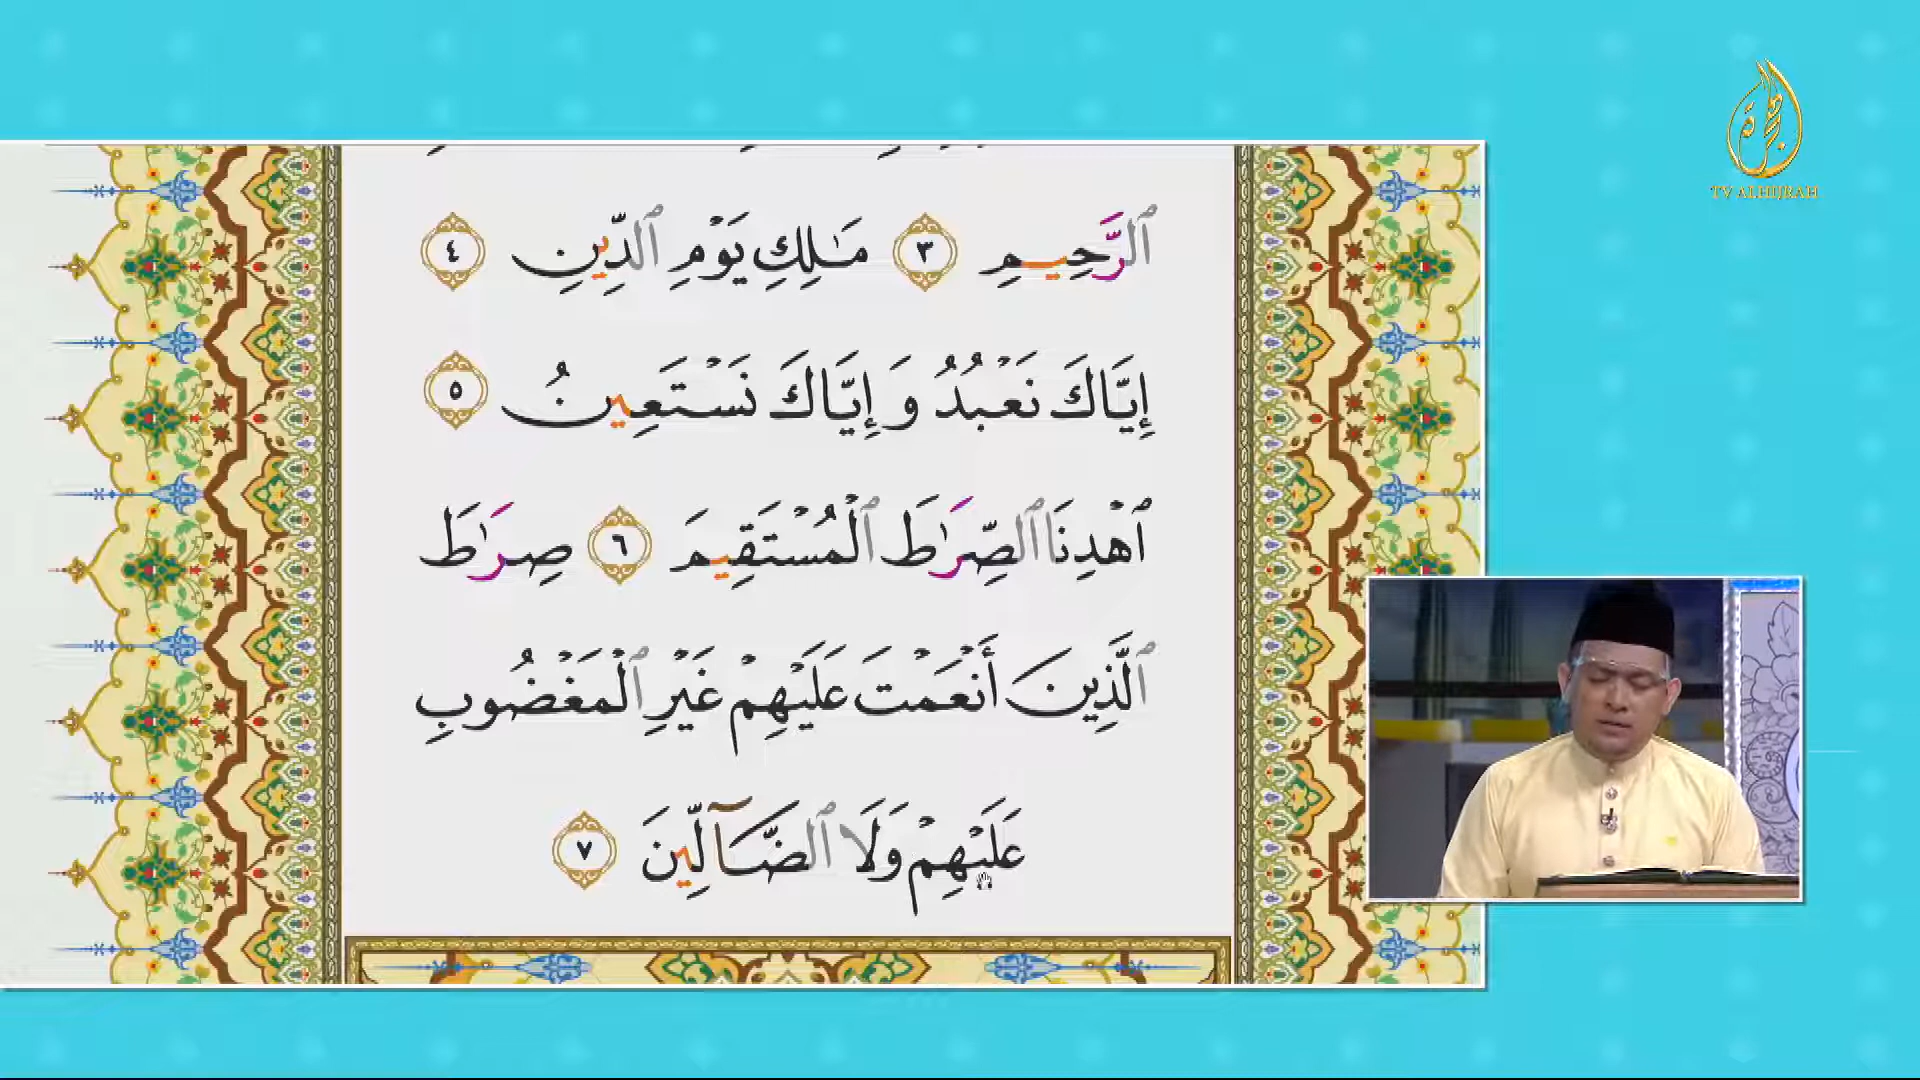 ٱلرَّحِيمِ ٣ مَـٰلِكِ يَوْمِ ٱلدِّينِ ٤
إِيَّاكَ نَعْبُدُ وَإِيَّاكَ نَسْتَعِينُ ٥
ٱهْدِنَا ٱلصِّرَٰطَ ٱلْمُسْتَقِيمَ ٦ صِرَٰطَ
ٱلَّذِينَ أَنْعَمْتَ عَلَيْهِمْ غَيْرِ ٱلْمَغْضُوبِ
عَلَيْهِمْ وَلَا ٱلضَّآلِّينَ ٧
الهجرة
TV ALHIJRAH